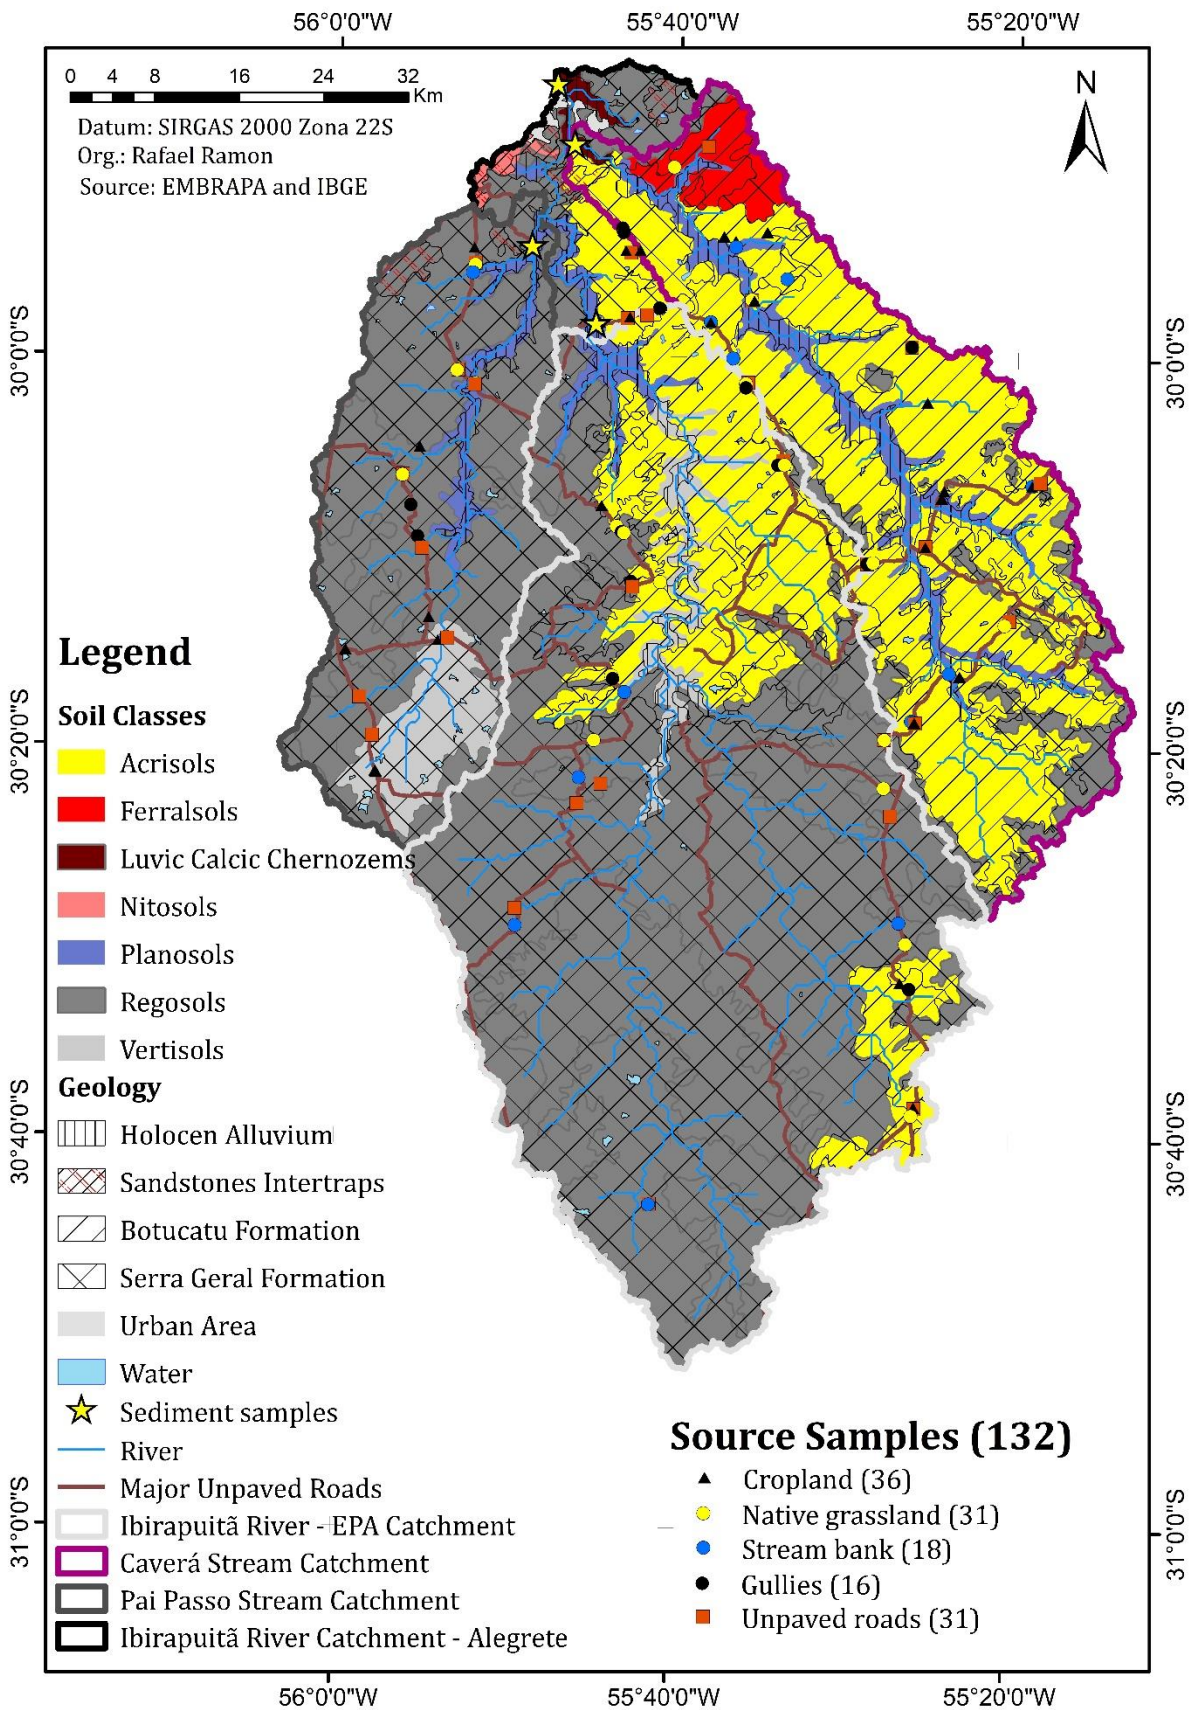 56°0'0"W 55°40'0"W 55°20'0"W
0 4 8 16 24 32
Km
Datum: SIRGAS 2000 Zona 22S
Org.: Rafael Ramon
Source: EMBRAPA and IBGE
N
30°0'0"S 30°0'0"S
30°20'0"S 30°20'0"S
30°40'0"S 30°40'0"S
31°0'0"S 31°0'0"S
Legend
Soil Classes
Acrisols
Ferralsols
Luvic Calcic Chernozems
Nitosols
Planosols
Regosols
Vertisols
Geology
Holocen Alluvium
Sandstones Intertraps
Botucatu Formation
Serra Geral Formation
Urban Area
Water
Sediment samples
River
Major Unpaved Roads
Ibirapuitã River - EPA Catchment
Caverá Stream Catchment
Pai Passo Stream Catchment
Ibirapuitã River Catchment - Alegrete
Source Samples (132)
Cropland (36)
Native grassland (31)
Stream bank (18)
Gullies (16)
Unpaved roads (31)
56°0'0"W 55°40'0"W 55°20'0"W